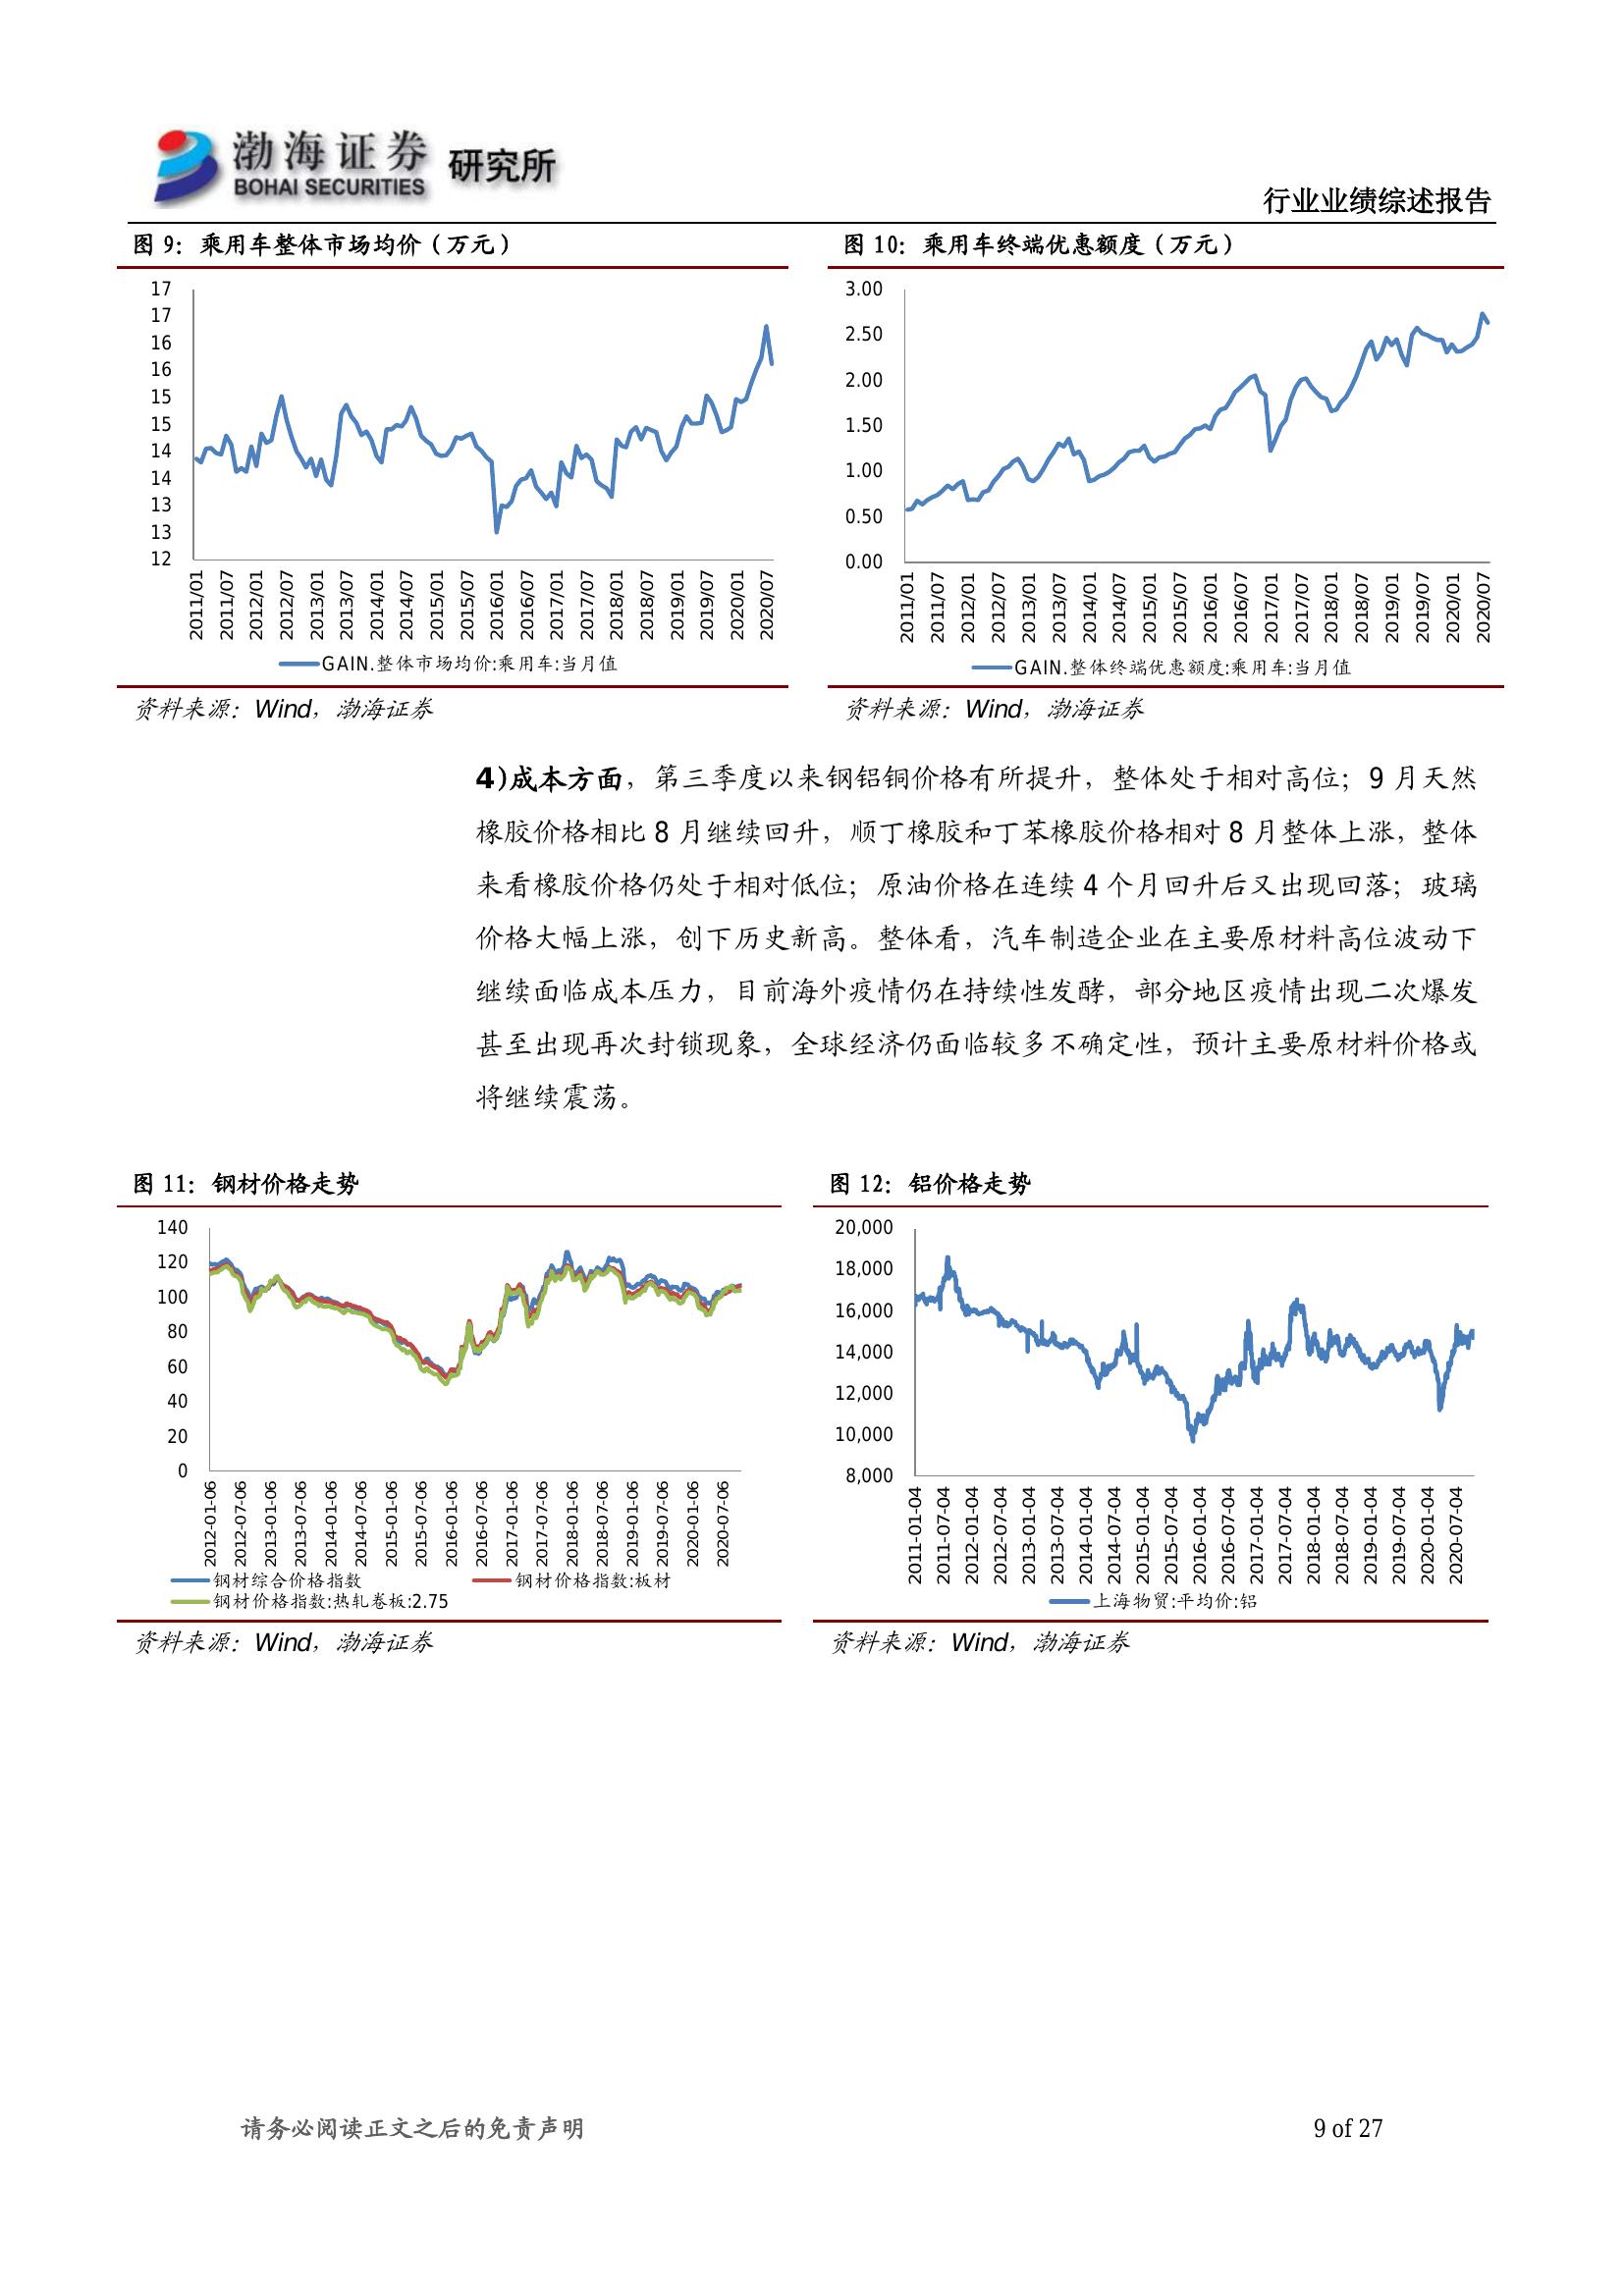 渤海证券 研究所
BOHAI SECURITIES
行业业绩综述报告
图 9：乘用车整体市场均价（万元）
17
17
16
16
15
15
14
14
13
13
12
2011/01 2011/07 2012/01 2012/07 2013/01 2013/07 2014/01 2014/07 2015/01 2015/07 2016/01 2016/07 2017/01 2017/07 2018/01 2018/07 2019/01 2019/07 2020/01 2020/07
GAIN.整体市场均价:乘用车:当月值
资料来源：Wind，渤海证券
图 10：乘用车终端优惠额度（万元）
3.00
2.50
2.00
1.50
1.00
0.50
0.00
2011/01 2011/07 2012/01 2012/07 2013/01 2013/07 2014/01 2014/07 2015/01 2015/07 2016/01 2016/07 2017/01 2017/07 2018/01 2018/07 2019/01 2019/07 2020/01 2020/07
GAIN.整体终端优惠额度:乘用车:当月值
资料来源：Wind，渤海证券
4)成本方面，第三季度以来钢铝铜价格有所提升，整体处于相对高位；9 月天然
橡胶价格相比 8 月继续回升，顺丁橡胶和丁苯橡胶价格相对 8 月整体上涨，整体
来看橡胶价格仍处于相对低位；原油价格在连续 4 个月回升后又出现回落；玻璃
价格大幅上涨，创下历史新高。整体看，汽车制造企业在主要原材料高位波动下
继续面临成本压力，目前海外疫情仍在持续性发酵，部分地区疫情出现二次爆发
甚至出现再次封锁现象，全球经济仍面临较多不确定性，预计主要原材料价格或
将继续震荡。
图 11：钢材价格走势
140
120
100
80
60
40
20
0
2012-01-06 2012-07-06 2013-01-06 2013-07-06 2014-01-06 2014-07-06 2015-01-06 2015-07-06 2016-01-06 2016-07-06 2017-01-06 2017-07-06 2018-01-06 2018-07-06 2019-01-06 2019-07-06 2020-01-06 2020-07-06
钢材综合价格指数 钢材价格指数:板材
钢材价格指数:热轧卷板:2.75
资料来源：Wind，渤海证券
图 12：铝价格走势
20,000
18,000
16,000
14,000
12,000
10,000
8,000
2011-01-04 2011-07-04 2012-01-04 2012-07-04 2013-01-04 2013-07-04 2014-01-04 2014-07-04 2015-01-04 2015-07-04 2016-01-04 2016-07-04 2017-01-04 2017-07-04 2018-01-04 2018-07-04 2019-01-04 2019-07-04 2020-01-04 2020-07-04
上海物贸:平均价:铝
资料来源：Wind，渤海证券
请务必阅读正文之后的免责声明
9 of 27